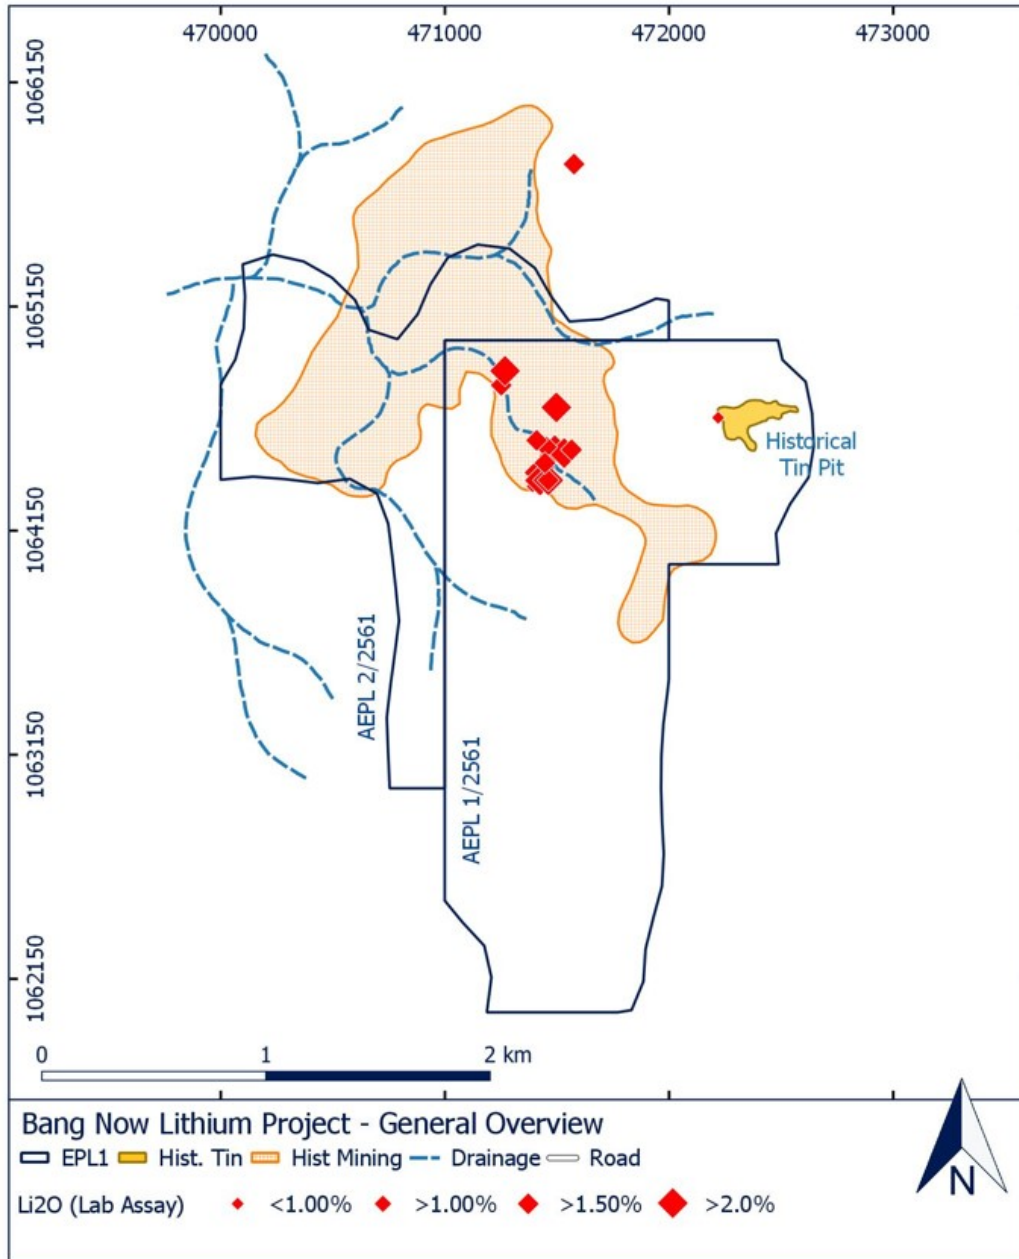 470000 471000 472000 473000
1066150
1065150
1064150
1063150
1062150
Historical
Tin Pit
AEPL 2/2561
AEPL 1/2561
0 1 2 km
Bang Now Lithium Project - General Overview
EPL1 Hist. Tin Hist Mining Drainage Road
Li2O (Lab Assay) <1.00% >1.00% >1.50% >2.0%
N